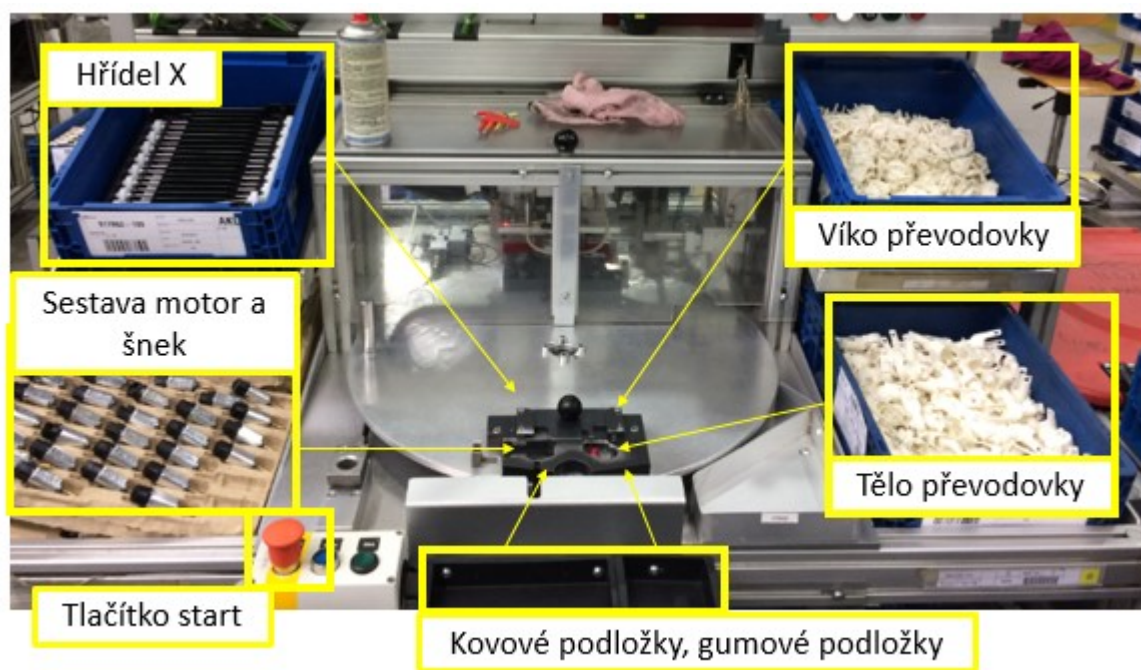 Hřídel X
Víko převodovky
Sestava motor a
šnek
Tělo převodovky
Tlačítko start
Kovové podložky, gumové podložky